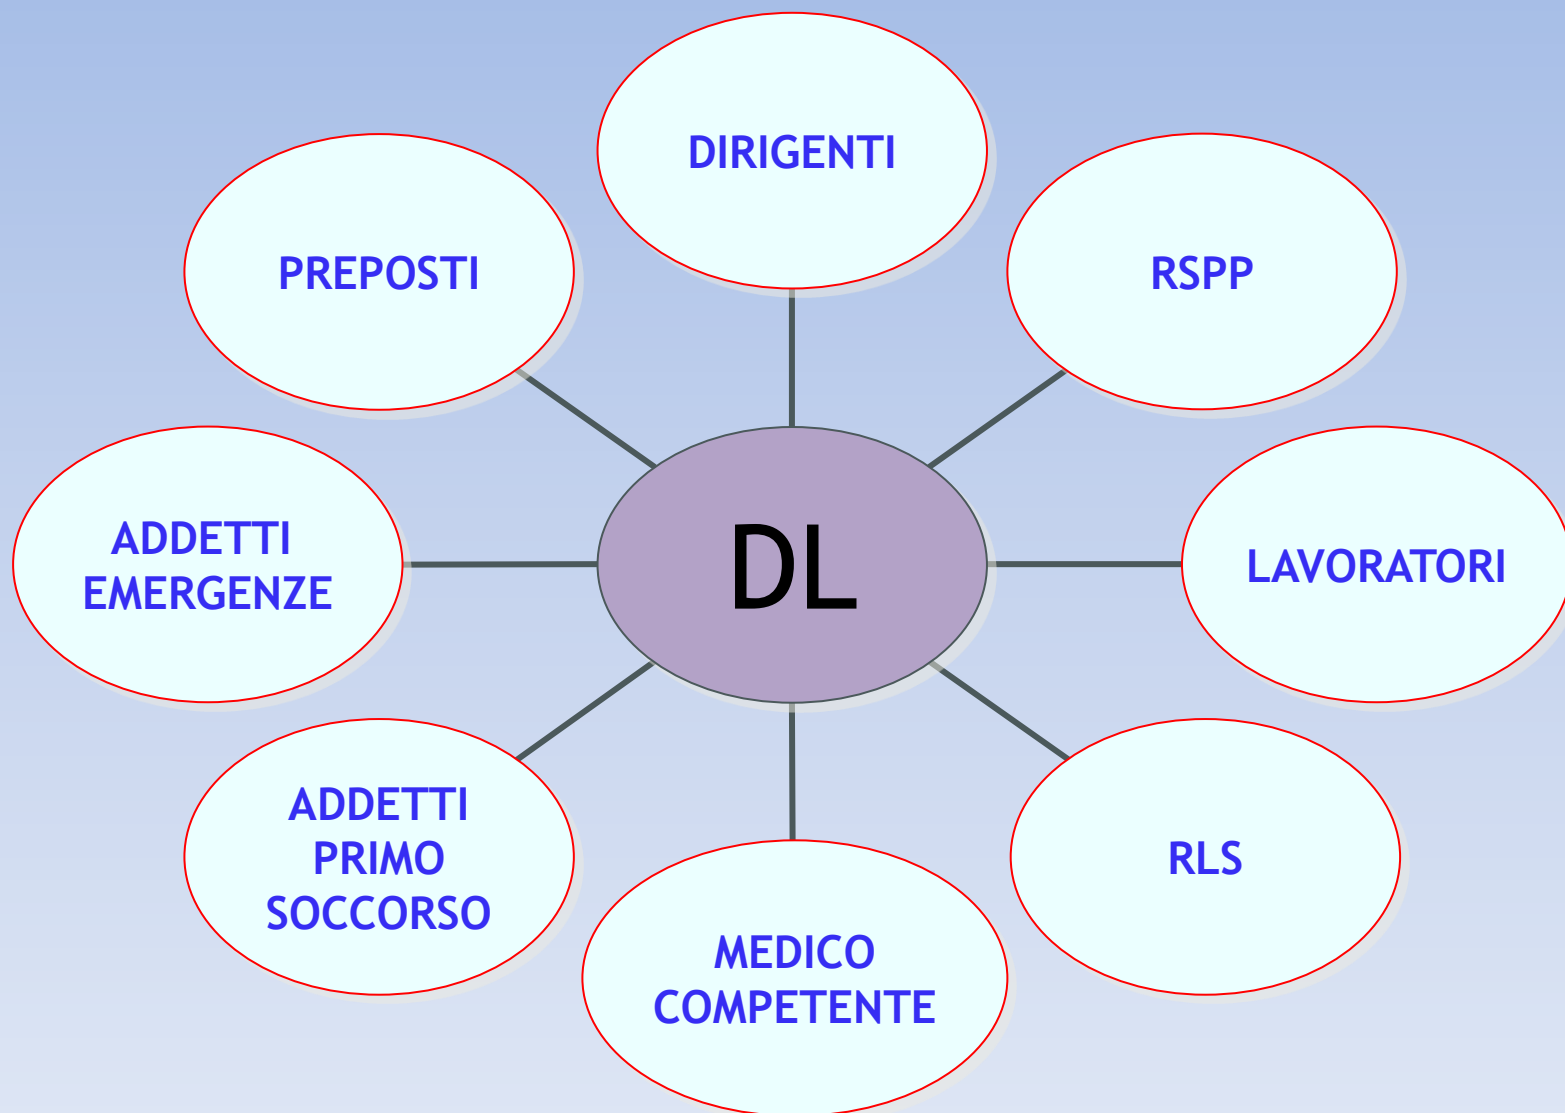 DIRIGENTI
PREPOSTI
RSPP
ADDETTI
EMERGENZE
DL
LAVORATORI
ADDETTI
PRIMO
SOCCORSO
RLS
MEDICO
COMPETENTE